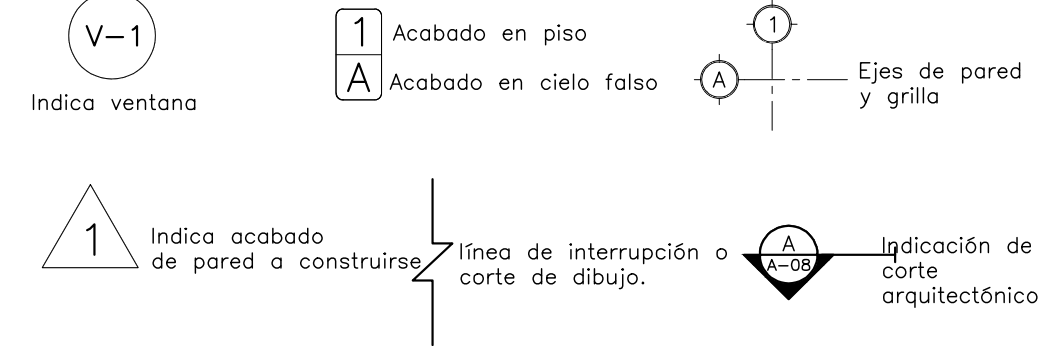 V-1
Indica ventana
1
A
Acabado en piso
Acabado en cielo falso
1
A
Ejes de pared
y grilla
1
Indica acabado
de pared a construirse
línea de interrupción o
corte de dibujo.
A
A-08
Indicación de
corte
arquitectónico